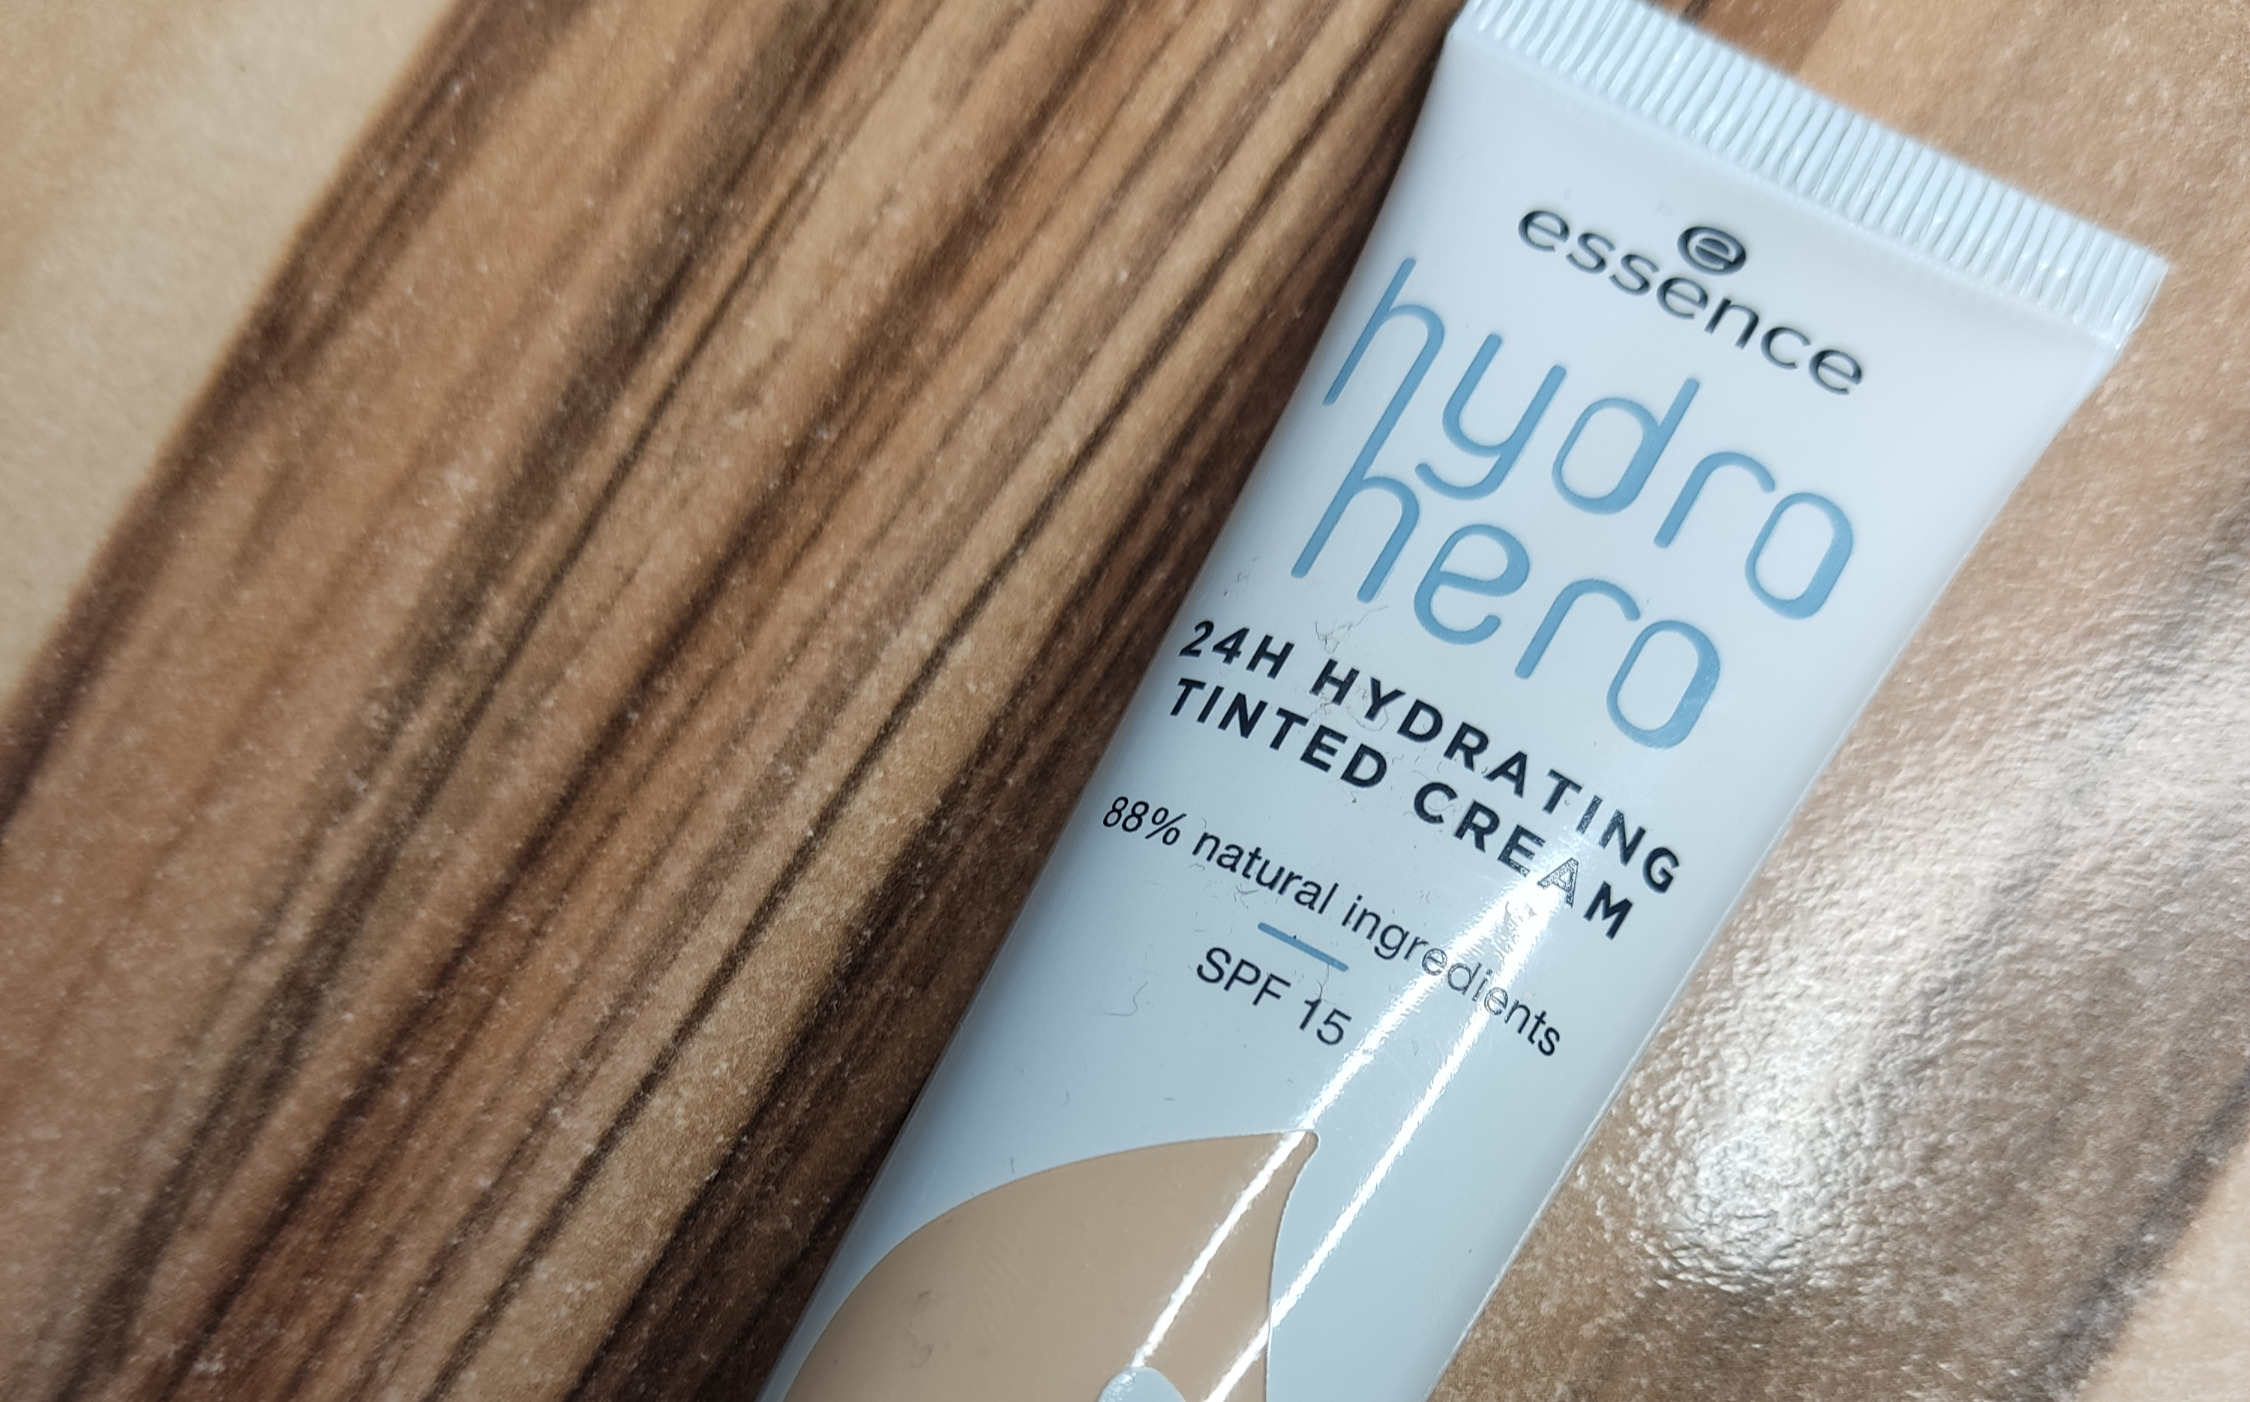 essence
hydro
hero
24H HYDRATING
TINTED CREAM
88% natural ingredients
SPF 15